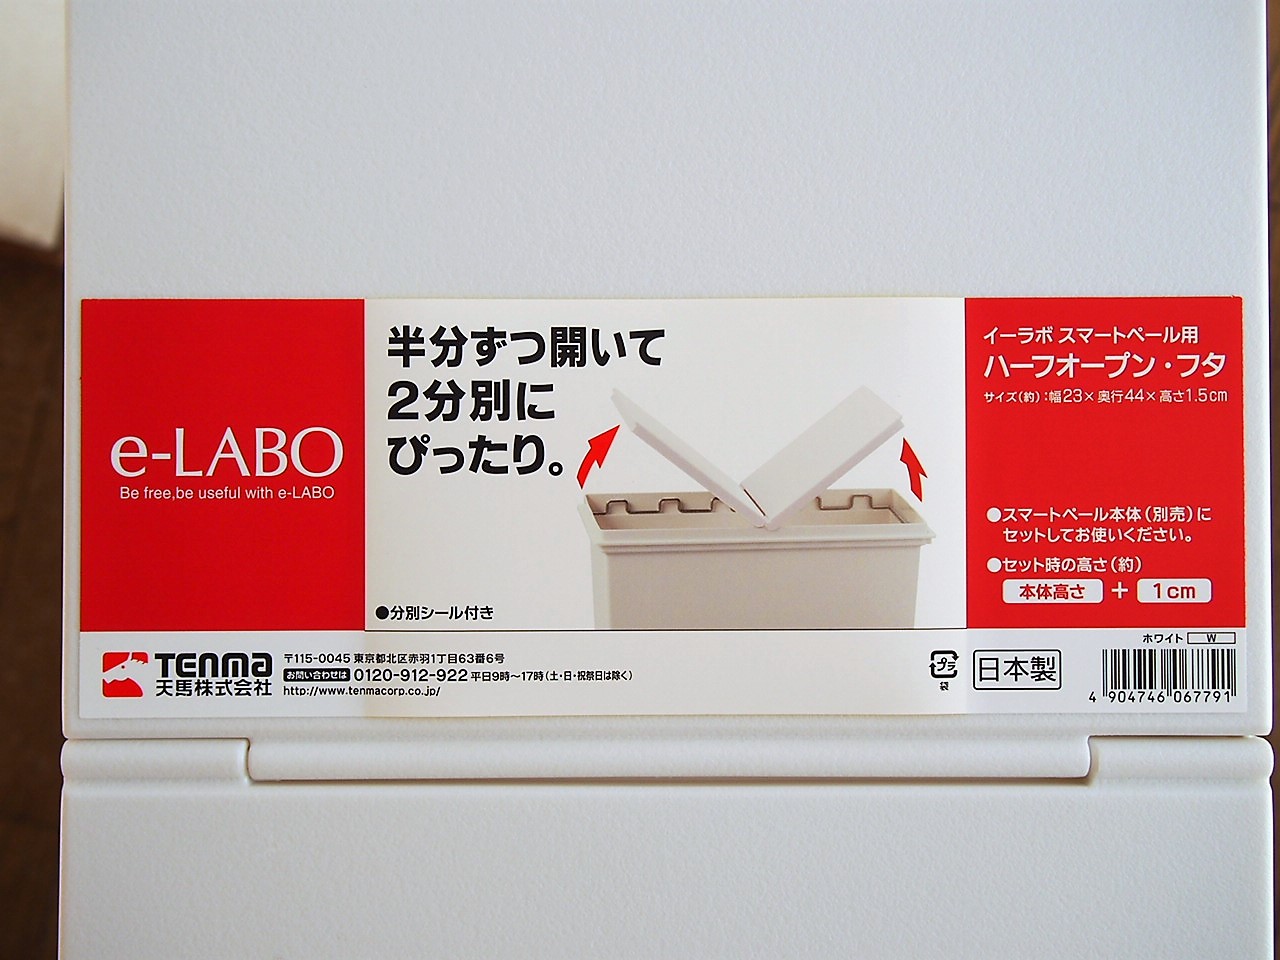 e-LABO
Be free,be useful with e-LABO
半分ずつ開いて
2分別に
ぴったり。
●分別シール付き
イーラボ スマートペール用
ハーフオープン・フタ
サイズ(約):幅23×奥行44×高さ1.5cm
●スマートペール本体(別売)に
セットしてお使いください。
●セット時の高さ(約)
本体高さ + 1cm
TENMA
天馬株式会社
〒115-0045 東京都北区赤羽1丁目63番6号
お問い合わせは 0120-912-922 平日9時〜17時(土・日・祝祭日は除く)
http://www.tenmacorp.co.jp/
プラ
袋
日本製
ホワイト W
4 904746 067791